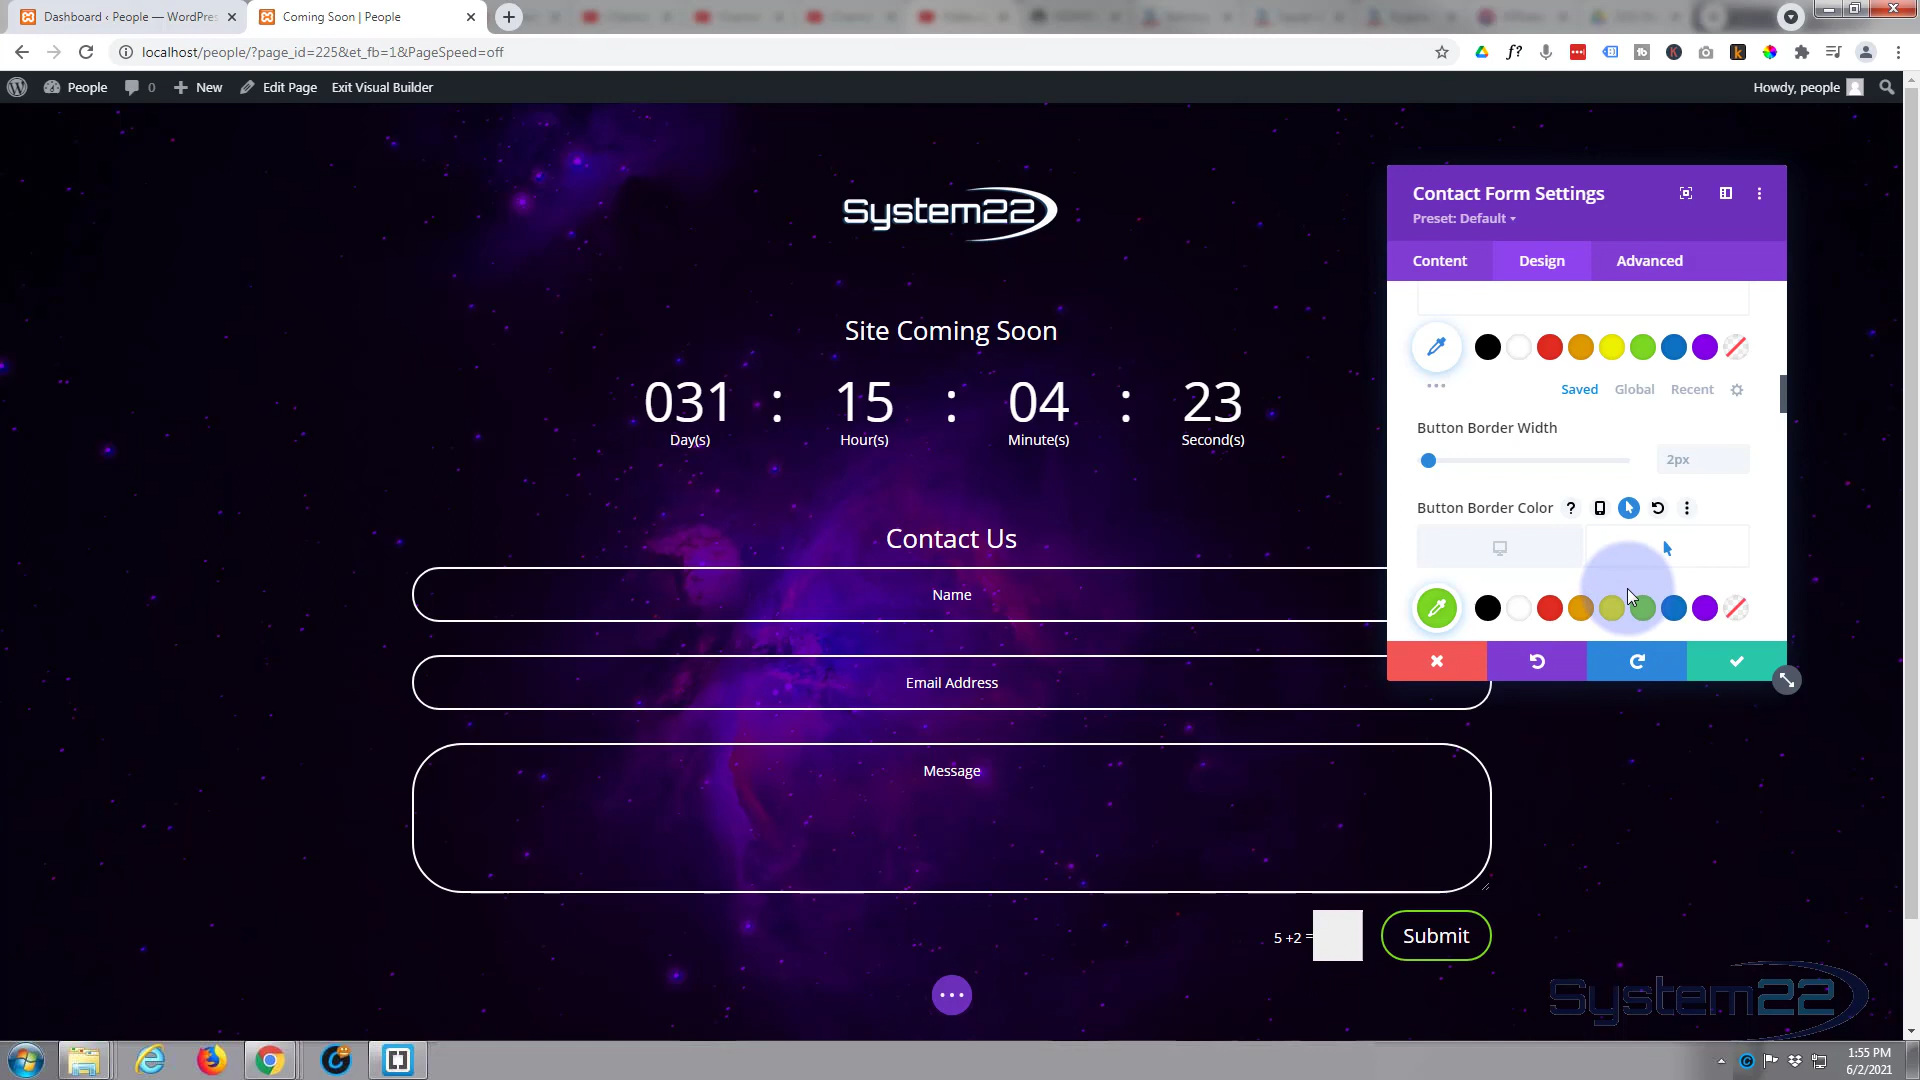 Dashboard ‹ People — WordPres
Coming Soon | People
localhost/people/?page_id=225&et_fb=1&PageSpeed=off
People 0 New Edit Page Exit Visual Builder
Howdy, people
System22
Site Coming Soon
031 : 15 : 04 : 23
Day(s) Hour(s) Minute(s) Second(s)
Contact Us
Name
Email Address
Message
5 +2 =
Submit
Contact Form Settings
Preset: Default
Content Design Advanced
Saved Global Recent
Button Border Width
2px
Button Border Color
System22
1:55 PM
6/2/2021